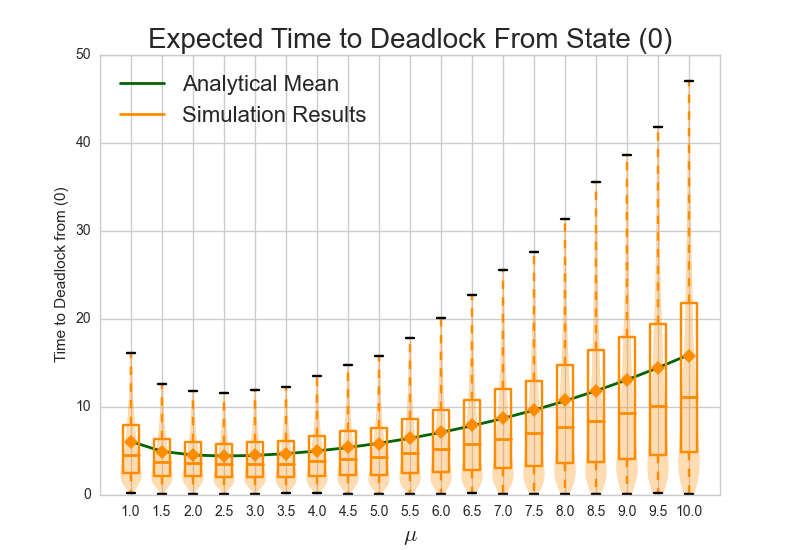 Expected Time to Deadlock From State (0)
Analytical Mean
Simulation Results
Time to Deadlock from (0)
50
40
30
20
10
0
1.0 1.5 2.0 2.5 3.0 3.5 4.0 4.5 5.0 5.5 6.0 6.5 7.0 7.5 8.0 8.5 9.0 9.5 10.0
μ